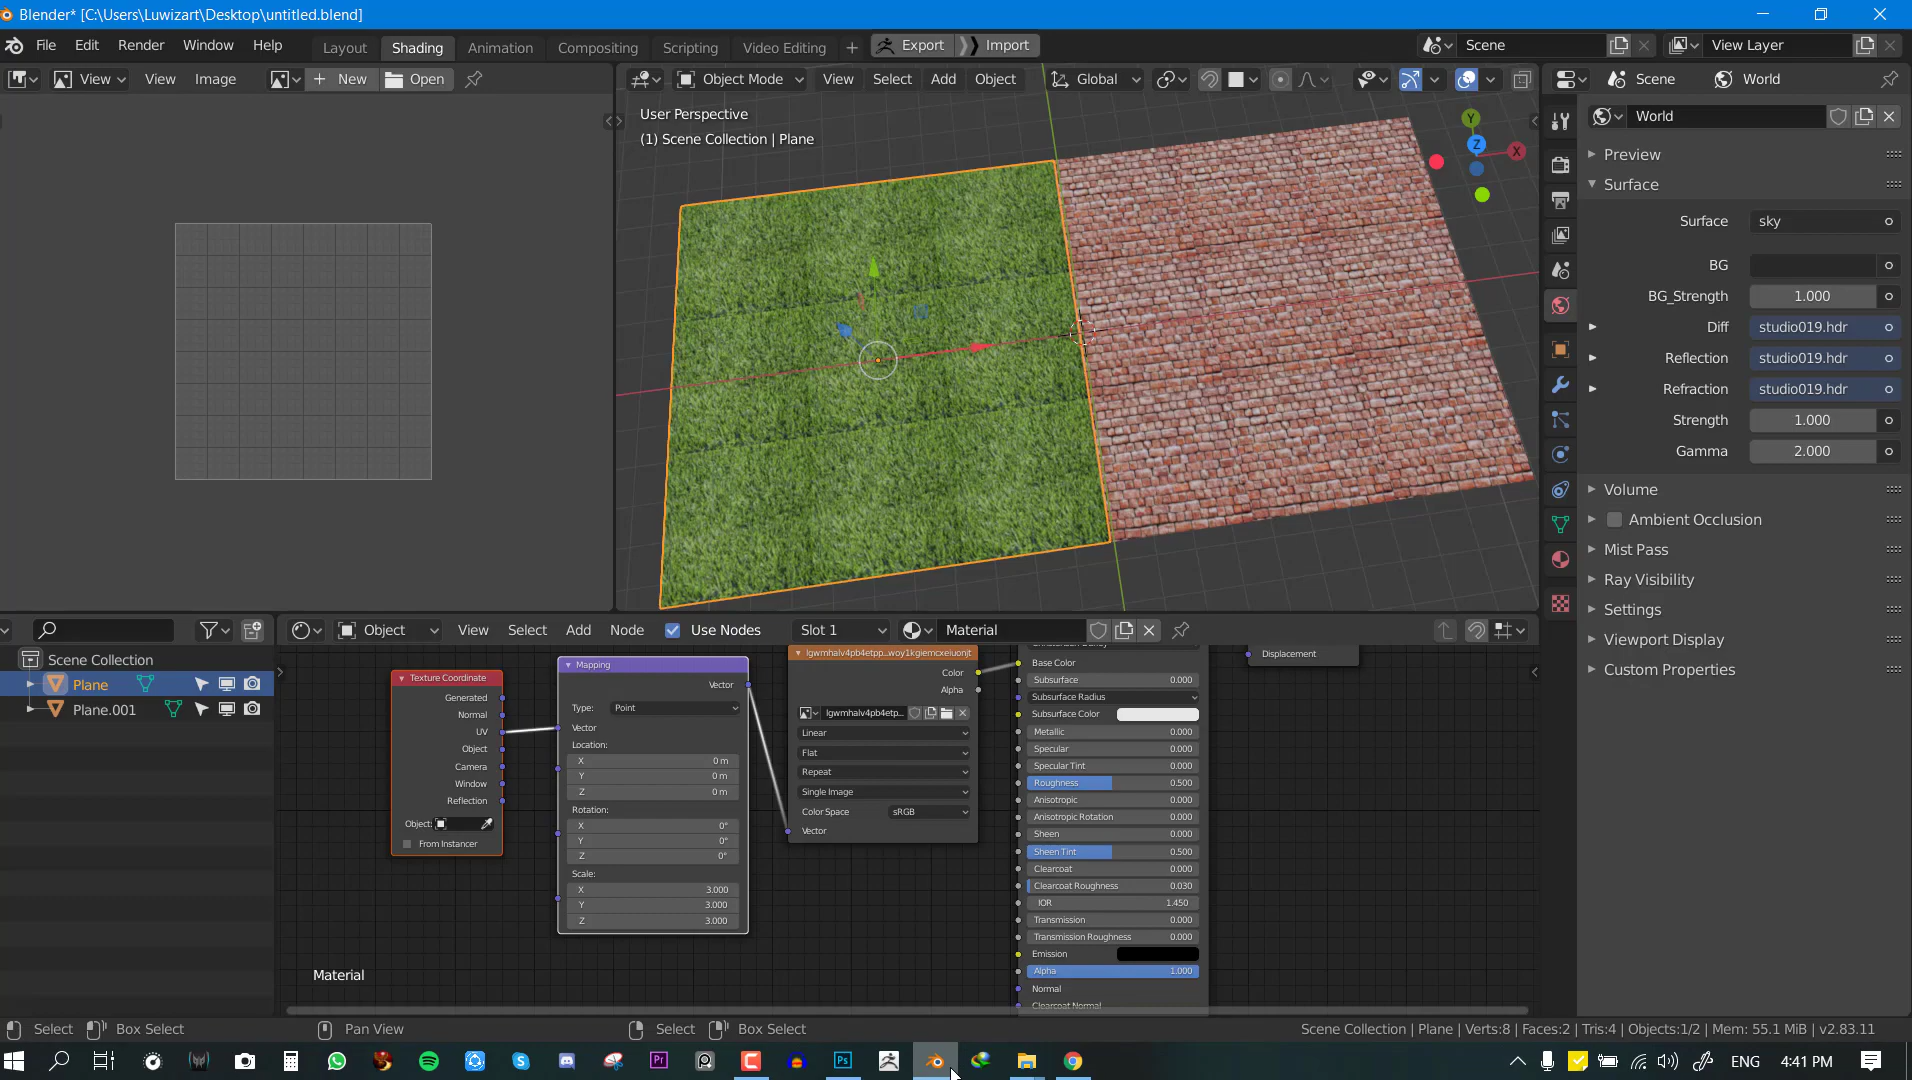 Blender* [C:\Users\Luwizart\Desktop\untitled.blend]
File Edit Render Window Help Layout Shading Animation Compositing Scripting Video Editing Export Import Scene View Layer
View View Image New Open Object Mode View Select Add Object Global Scene World
User Perspective
(1) Scene Collection | Plane
Y
Z
X
World
Preview
Surface
Surface sky
BG
BG_Strength 1.000
Diff studio019.hdr
Reflection studio019.hdr
Refraction studio019.hdr
Strength 1.000
Gamma 2.000
Volume
Ambient Occlusion
Mist Pass
Ray Visibility
Settings
Viewport Display
Custom Properties
Object View Select Add Node Use Nodes Slot 1 Material
Scene Collection
Plane
Plane.001
Texture Coordinate
Generated
Normal
UV
Object
Camera
Window
Reflection
Object:
From Instancer
Mapping
Vector
Type: Point
Vector
Location:
X 0 m
Y 0 m
Z 0 m
Rotation:
X 0°
Y 0°
Z 0°
Scale:
X 3.000
Y 3.000
Z 3.000
Color
Alpha
lgwmhalv4pb4etp...
Linear
Flat
Repeat
Single Image
Color Space sRGB
Vector
Base Color
Subsurface 0.000
Subsurface Radius
Subsurface Color
Metallic 0.000
Specular 0.000
Specular Tint 0.000
Roughness 0.500
Anisotropic 0.000
Anisotropic Rotation 0.000
Sheen 0.000
Sheen Tint 0.500
Clearcoat 0.000
Clearcoat Roughness 0.030
IOR 1.450
Transmission 0.000
Transmission Roughness 0.000
Emission
Alpha 1.000
Normal
Clearcoat Normal
Displacement
Material
Select Box Select Pan View Select Box Select Scene Collection | Plane | Verts:8 | Faces:2 | Tris:4 | Objects:1/2 | Mem: 55.1 MiB | v2.83.11
Pr Ps ENG 4:41 PM